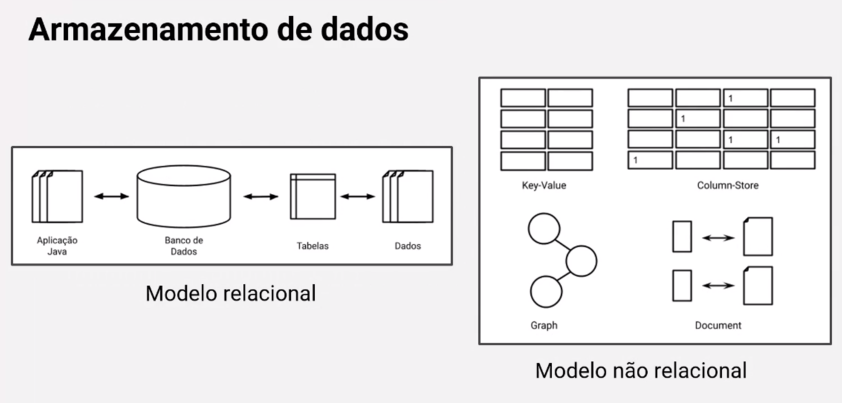 Armazenamento de dados
Aplicação
Java
Banco de
Dados
Tabelas
Dados
Modelo relacional
1
1
1 1
1
Key-Value
Column-Store
Graph
Document
Modelo não relacional